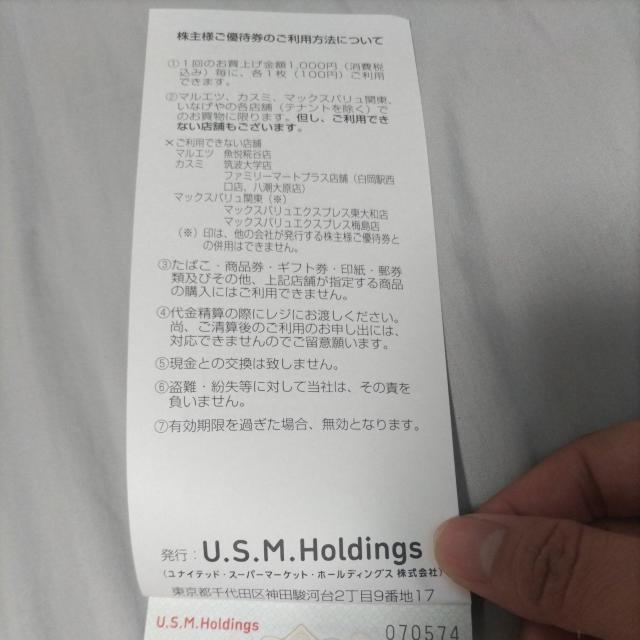 株主様ご優待券のご利用方法について
①1回のお買上げ金額1,000円（消費税
込み）毎に、各1枚（100円）ご利用
できます。
②マルエツ、カスミ、マックスバリュ関東、
いなげやの各店舗（テナントを除く）で
のお買物に限ります。但し、ご利用でき
ない店舗もございます。
×ご利用できない店舗
マルエツ 魚悦糀谷店
カスミ 筑波大学店
ファミリーマートプラス店舗（白岡駅西
口店、八潮大原店）
マックスバリュ関東（※）
マックスバリュエクスプレス東大和店
マックスバリュエクスプレス梅島店
（※）印は、他の会社が発行する株主様ご優待券と
の併用はできません。
③たばこ・商品券・ギフト券・印紙・郵券
類及びその他、上記店舗が指定する商品
の購入にはご利用できません。
④代金精算の際にレジにお渡しください。
尚、ご清算後のご利用のお申し出には、
対応できませんのでご留意願います。
⑤現金との交換は致しません。
⑥盗難・紛失等に対して当社は、その責を
負いません。
⑦有効期限を過ぎた場合、無効となります。
発行：U.S.M.Holdings
（ユナイテッド・スーパーマーケット・ホールディングス 株式会社）
東京都千代田区神田駿河台2丁目9番地17
U.S.M.Holdings 070574